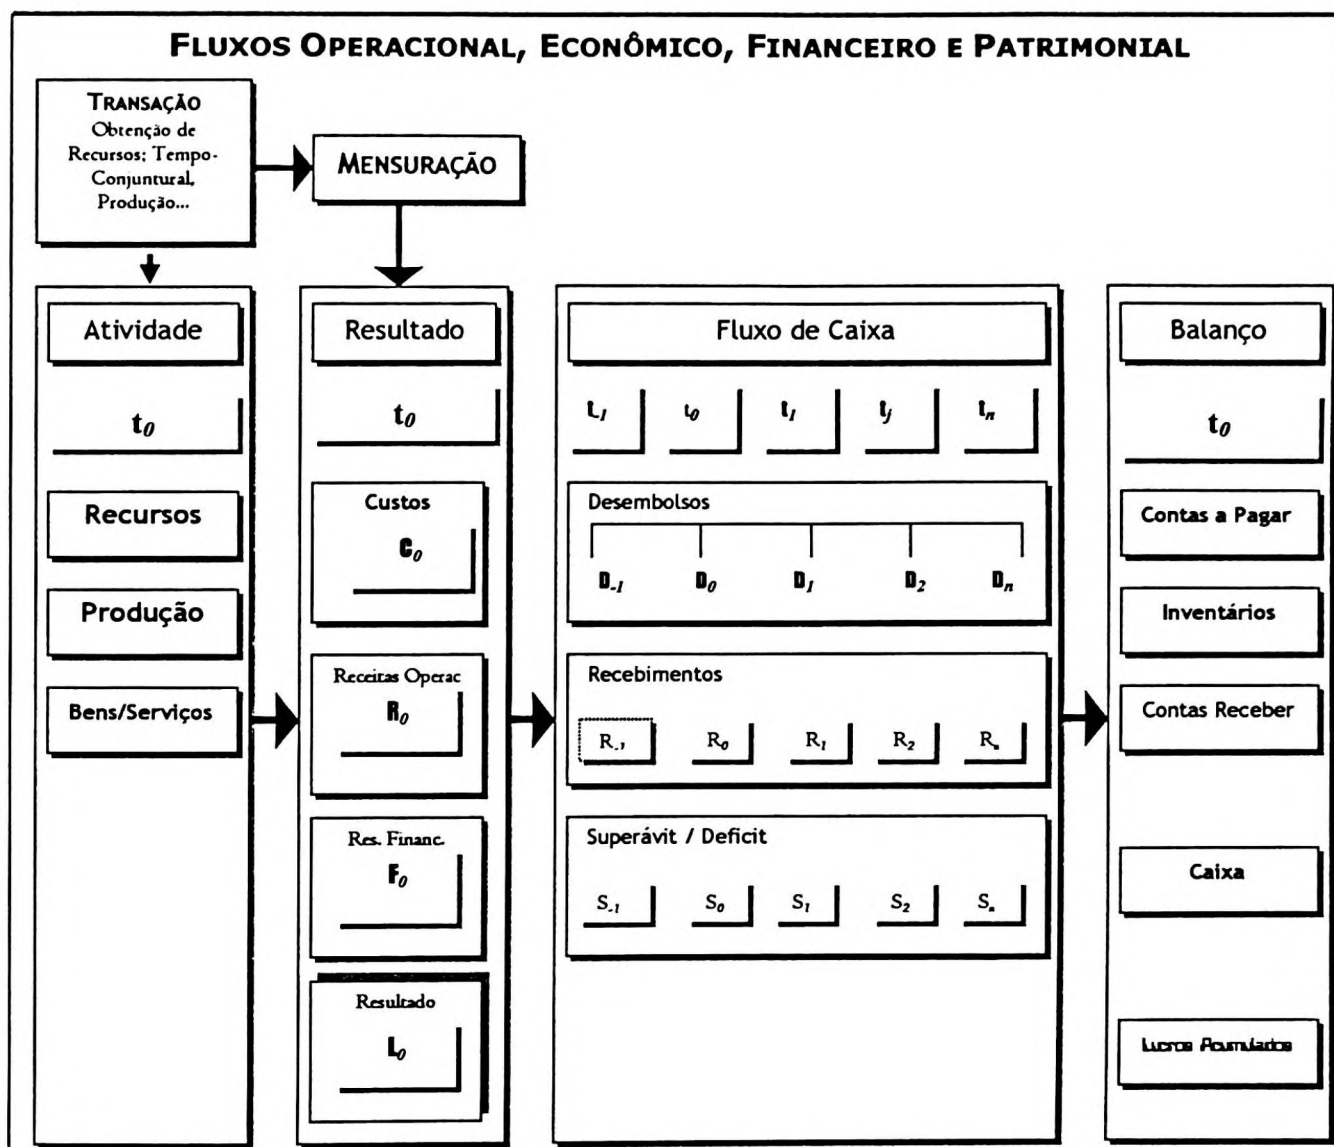 FLUXOS OPERACIONAL, ECONÔMICO, FINANCEIRO E PATRIMONIAL
TRANSAÇÃO
Obtenção de
Recursos; Tempo-
Conjuntural,
Produção...
MENSURAÇÃO
Atividade
t0
Recursos
Produção
Bens/Serviços
Resultado
t0
Custos
C0
Receitas Operac
R0
Res. Financ.
F0
Resultado
L0
Fluxo de Caixa
t-1 t0 t1 tj tn
Desembolsos
D-1 D0 D1 D2 Dn
Recebimentos
R-1 R0 R1 R2 Rn
Superávit / Deficit
S-1 S0 S1 S2 Sn
Balanço
t0
Contas a Pagar
Inventários
Contas Receber
Caixa
Lucros Acumulados